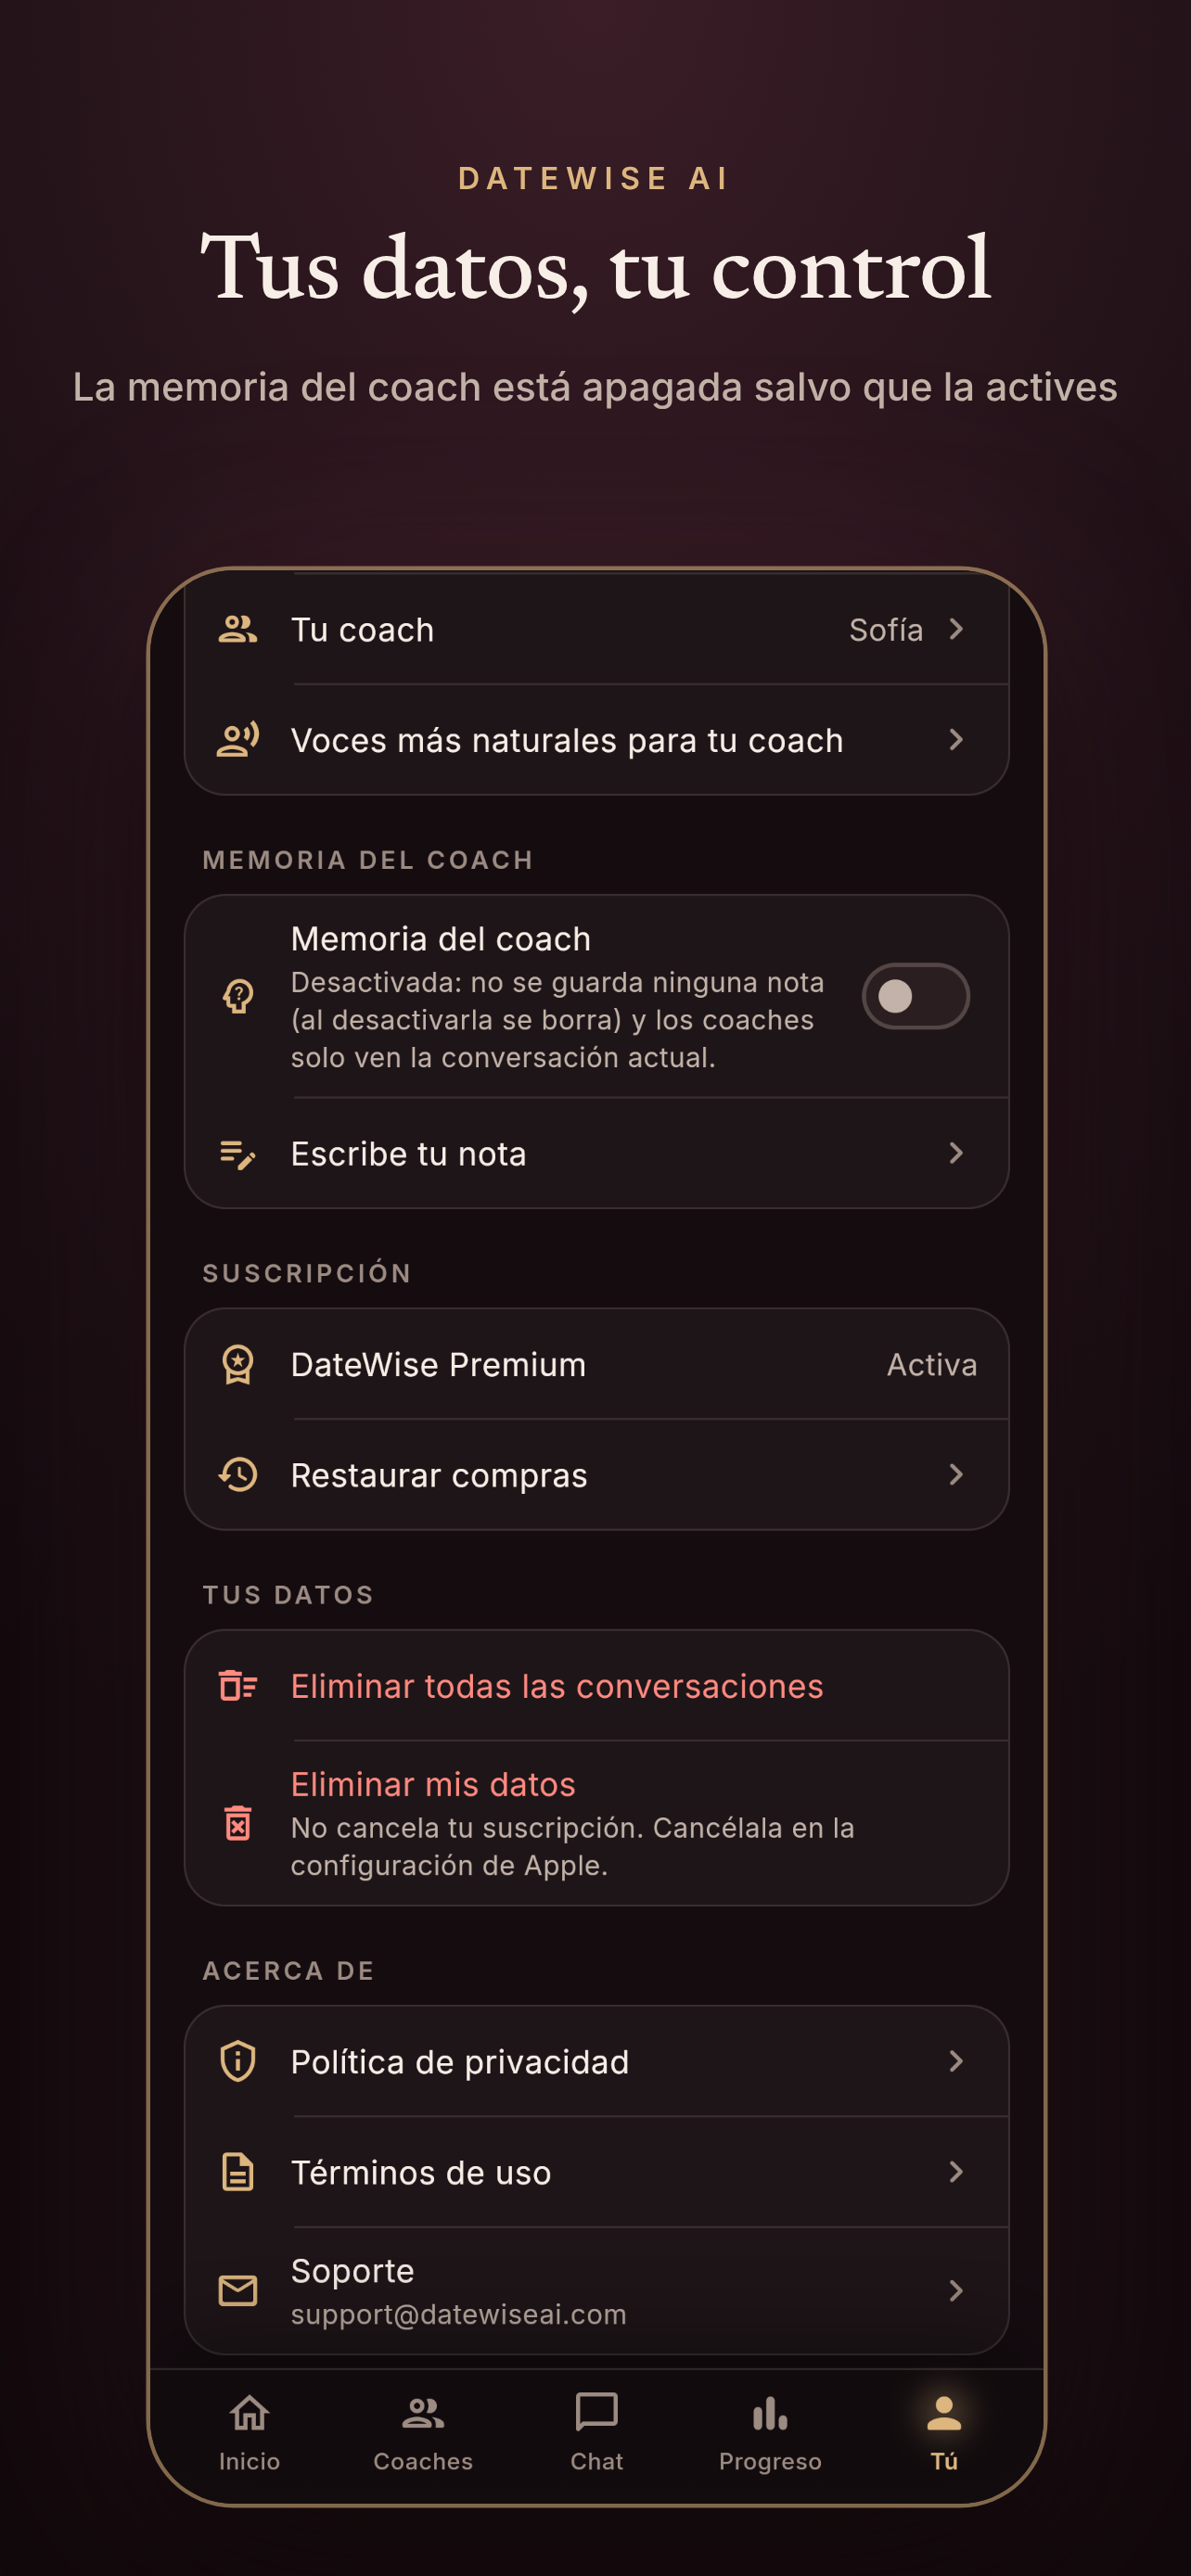 DATEWISE AI
Tus datos, tu control
La memoria del coach está apagada salvo que la actives
Tu coach
Sofía
Voces más naturales para tu coach
MEMORIA DEL COACH
Memoria del coach
Desactivada: no se guarda ninguna nota
(al desactivarla se borra) y los coaches
solo ven la conversación actual.
Escribe tu nota
SUSCRIPCIÓN
DateWise Premium
Activa
Restaurar compras
TUS DATOS
Eliminar todas las conversaciones
Eliminar mis datos
No cancela tu suscripción. Cancélala en la
configuración de Apple.
ACERCA DE
Política de privacidad
Términos de uso
Soporte
support@datewiseai.com
Inicio
Coaches
Chat
Progreso
Tú